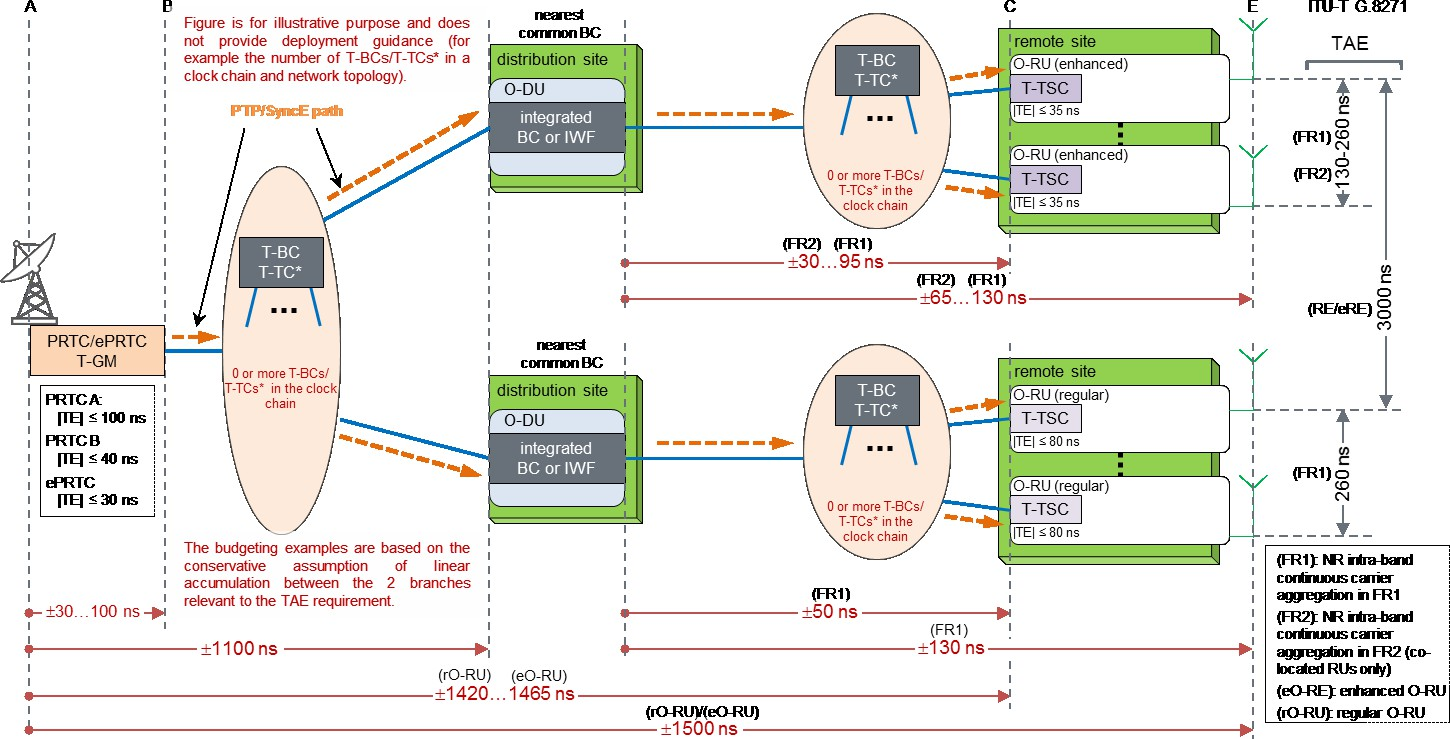 A
B
C
E
ITU-T G.8271
Figure is for illustrative purpose and does
not provide deployment guidance (for
example the number of T-BCs/T-TCs* in a
clock chain and network topology).
PTP/SyncE path
nearest
common BC
distribution site
O-DU
integrated
BC or IWF
T-BC
T-TC*
...
0 or more T-BCs/
T-TCs* in the
clock chain
remote site
O-RU (enhanced)
T-TSC
|TE| ≤ 35 ns
O-RU (enhanced)
T-TSC
|TE| ≤ 35 ns
TAE
(FR1)
(FR2)
130-260 ns
3000 ns
(RE/eRE)
(FR2) (FR1)
±30...95 ns
(FR2) (FR1)
±65...130 ns
T-BC
T-TC*
...
0 or more T-BCs/
T-TCs* in the clock
chain
PRTC/ePRTC
T-GM
PRTC A:
|TE| ≤ 100 ns
PRTC B
|TE| ≤ 40 ns
ePRTC
|TE| ≤ 30 ns
nearest
common BC
distribution site
O-DU
integrated
BC or IWF
T-BC
T-TC*
...
0 or more T-BCs/
T-TCs* in the
clock chain
remote site
O-RU (regular)
T-TSC
|TE| ≤ 80 ns
O-RU (regular)
T-TSC
|TE| ≤ 80 ns
(FR1)
260 ns
The budgeting examples are based on the
conservative assumption of linear
accumulation between the 2 branches
relevant to the TAE requirement.
±30...100 ns
(FR1)
±50 ns
±1100 ns
(FR1)
±130 ns
(rO-RU) (eO-RU)
±1420...1465 ns
(rO-RU)/(eO-RU)
±1500 ns
(FR1): NR intra-band
continuous carrier
aggregation in FR1
(FR2): NR intra-band
continuous carrier
aggregation in FR2 (co-
located RUs only)
(eO-RE): enhanced O-RU
(rO-RU): regular O-RU